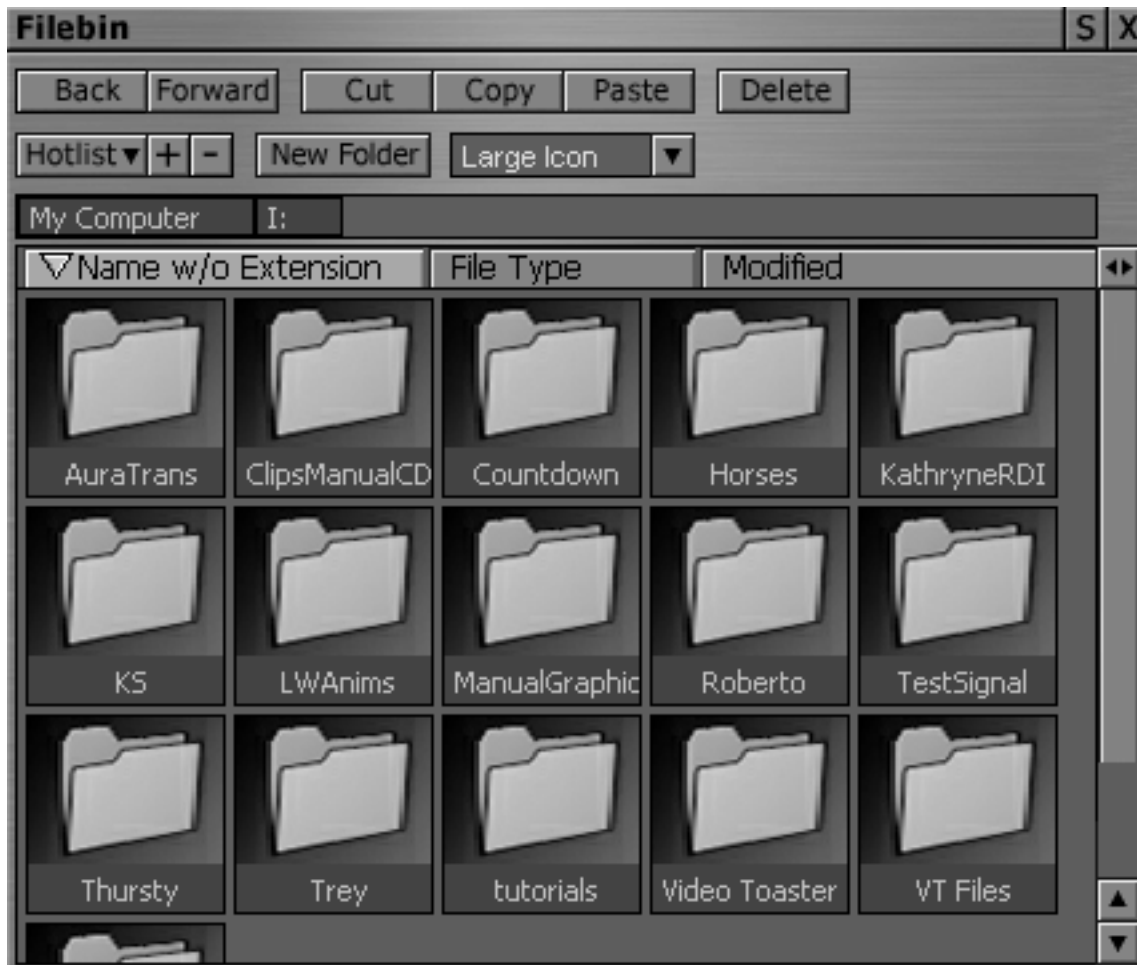 Filebin S X
Back Forward Cut Copy Paste Delete
Hotlist + - New Folder Large Icon
My Computer I:
Name w/o Extension File Type Modified
AuraTrans ClipsManualCD Countdown Horses KathryneRDI
KS LWAnims ManualGraphic Roberto TestSignal
Thursty Trey tutorials Video Toaster VT Files